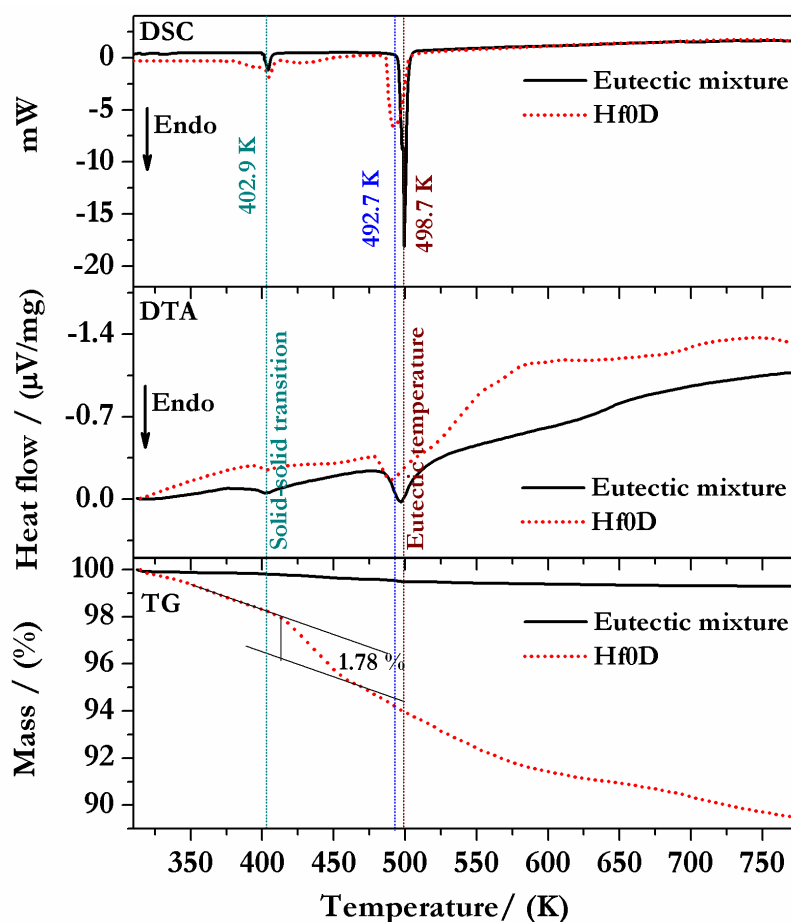 DSC
0
-5
-10
-15
-20
mW
Endo
Eutectic mixture
Hf0D
402.9 K
492.7 K
498.7 K
DTA
-1.4
-0.7
0.0
Heat flow / (µV/mg)
Endo
Solid-solid transition
Eutectic temperature
Eutectic mixture
Hf0D
TG
100
98
96
94
92
90
Mass / (%)
1.78 %
Eutectic mixture
Hf0D
350 400 450 500 550 600 650 700 750
Temperature/ (K)